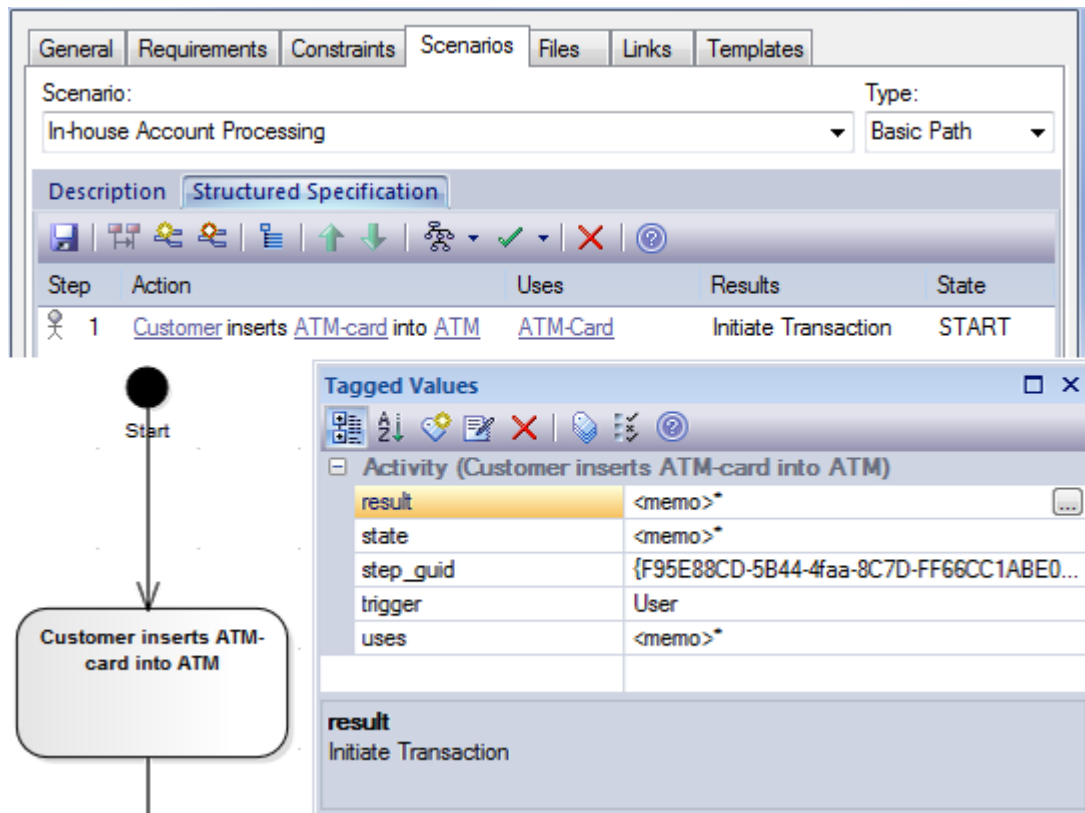 General Requirements Constraints Scenarios Files Links Templates
Scenario: Type:
In-house Account Processing Basic Path
Description Structured Specification
Step Action Uses Results State
1 Customer inserts ATM-card into ATM ATM-Card Initiate Transaction START
Start
Customer inserts ATM-
card into ATM
Tagged Values
Activity (Customer inserts ATM-card into ATM)
result <memo>*
state <memo>*
step_guid {F95E88CD-5B44-4faa-8C7D-FF66CC1ABE0...
trigger User
uses <memo>*
result
Initiate Transaction